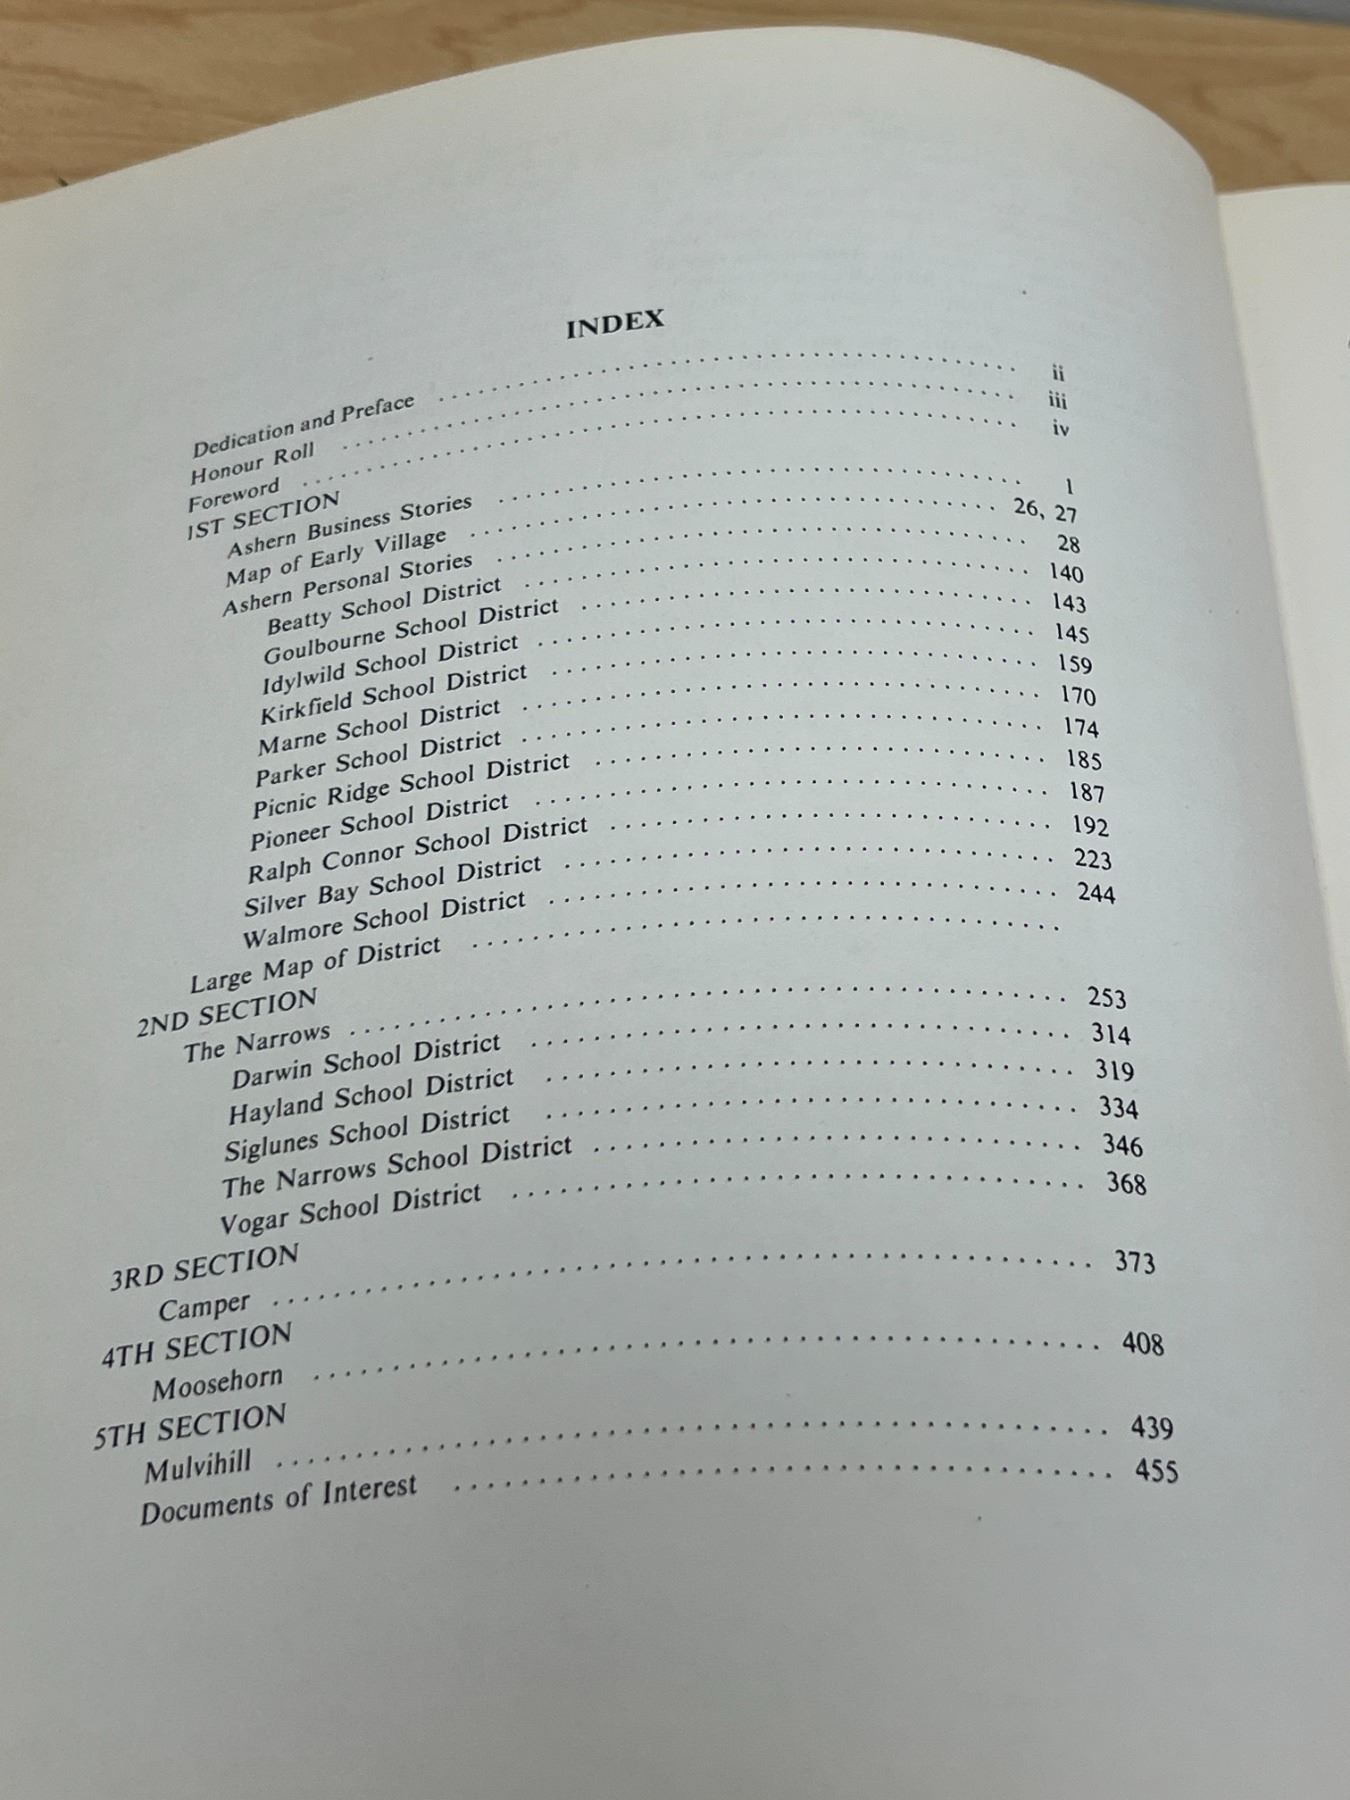 INDEX
Dedication and Preface . . . . . . . . . . ii
Honour Roll . . . . . . . . . . iii
Foreword . . . . . . . . . . iv
1ST SECTION
Ashern Business Stories . . . . . . . . . . 1
Map of Early Village . . . . . . . . . . 26, 27
Ashern Personal Stories . . . . . . . . . . 28
Beatty School District . . . . . . . . . . 140
Goulbourne School District . . . . . . . . . . 143
Idylwild School District . . . . . . . . . . 145
Kirkfield School District . . . . . . . . . . 159
Marne School District . . . . . . . . . . 170
Parker School District . . . . . . . . . . 174
Picnic Ridge School District . . . . . . . . . . 185
Pioneer School District . . . . . . . . . . 187
Ralph Connor School District . . . . . . . . . . 192
Silver Bay School District . . . . . . . . . . 223
Walmore School District . . . . . . . . . . 244
Large Map of District . . . . . . . . . .
2ND SECTION
The Narrows . . . . . . . . . . 253
Darwin School District . . . . . . . . . . 314
Hayland School District . . . . . . . . . . 319
Siglunes School District . . . . . . . . . . 334
The Narrows School District . . . . . . . . . . 346
Vogar School District . . . . . . . . . . 368
3RD SECTION
Camper . . . . . . . . . . 373
4TH SECTION
Moosehorn . . . . . . . . . . 408
5TH SECTION
Mulvihill . . . . . . . . . . 439
Documents of Interest . . . . . . . . . . 455